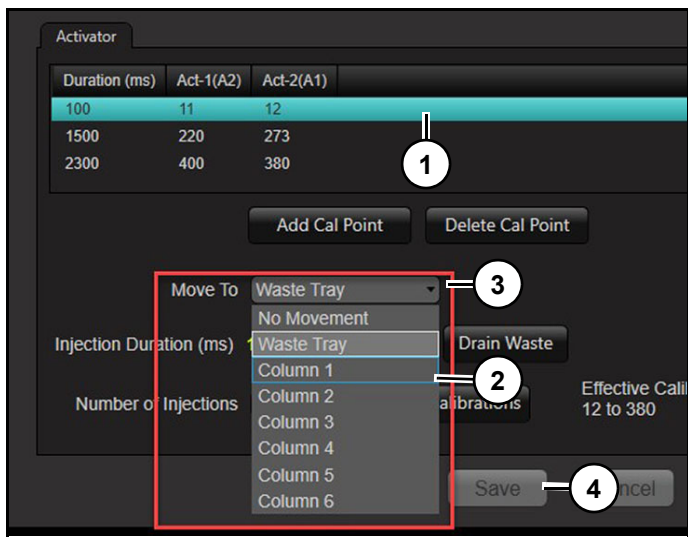 Activator
Duration (ms) Act-1(A2) Act-2(A1)
100 11 12
1500 220 273
2300 400 380
1
Add Cal Point Delete Cal Point
Move To Waste Tray 3
No Movement
Injection Duration (ms) Waste Tray Drain Waste
Column 1
2
Column 2
Number of Injections Column 3 alibrations Effective Cali
12 to 380
Column 4
Column 5
Column 6
Save 4 ncel